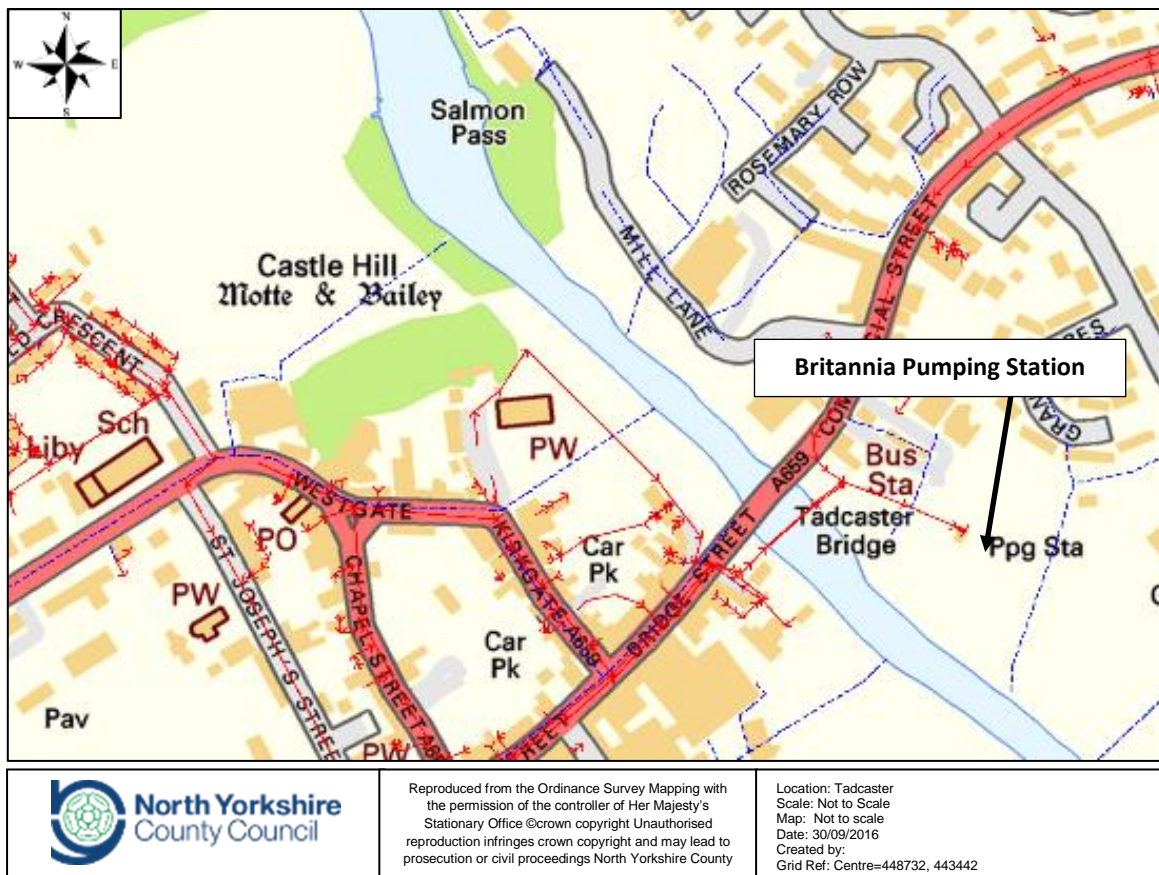 N
W
E
S
Salmon
Pass
ROSEMARY ROW
MILL LANE
Castle Hill
Motte & Bailey
CRESCENT
Britannia Pumping Station
Sch
Liby
PW
Bus
Sta
WESTGATE
PO
A659
Tadcaster
Bridge
Ppg Sta
KIRKGATE A659
BRIDGE STREET
Car
Pk
PW
CHAPEL STREET
ST JOSEPH'S STREE
Car
Pk
Pav
PW
North Yorkshire
County Council
Reproduced from the Ordinance Survey Mapping with
the permission of the controller of Her Majesty's
Stationary Office ©crown copyright Unauthorised
reproduction infringes crown copyright and may lead to
prosecution or civil proceedings North Yorkshire County
Location: Tadcaster
Scale: Not to Scale
Map: Not to scale
Date: 30/09/2016
Created by:
Grid Ref: Centre=448732, 443442